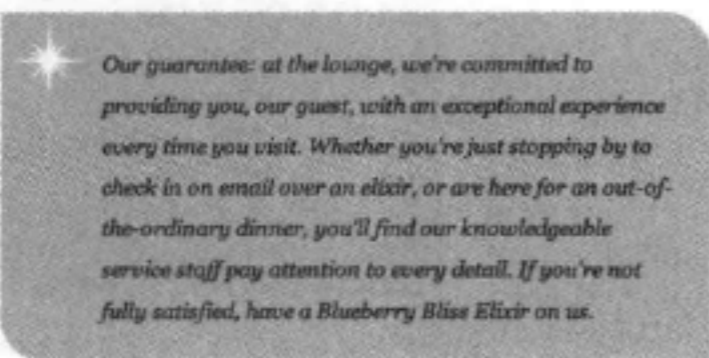 Our guarantee: at the lounge, we're committed to
providing you, our guest, with an exceptional experience
every time you visit. Whether you're just stopping by to
check in on email over an elixir, or are here for an out-of-
the-ordinary dinner, you'll find our knowledgeable
service staff pay attention to every detail. If you're not
fully satisfied, have a Blueberry Bliss Elixir on us.